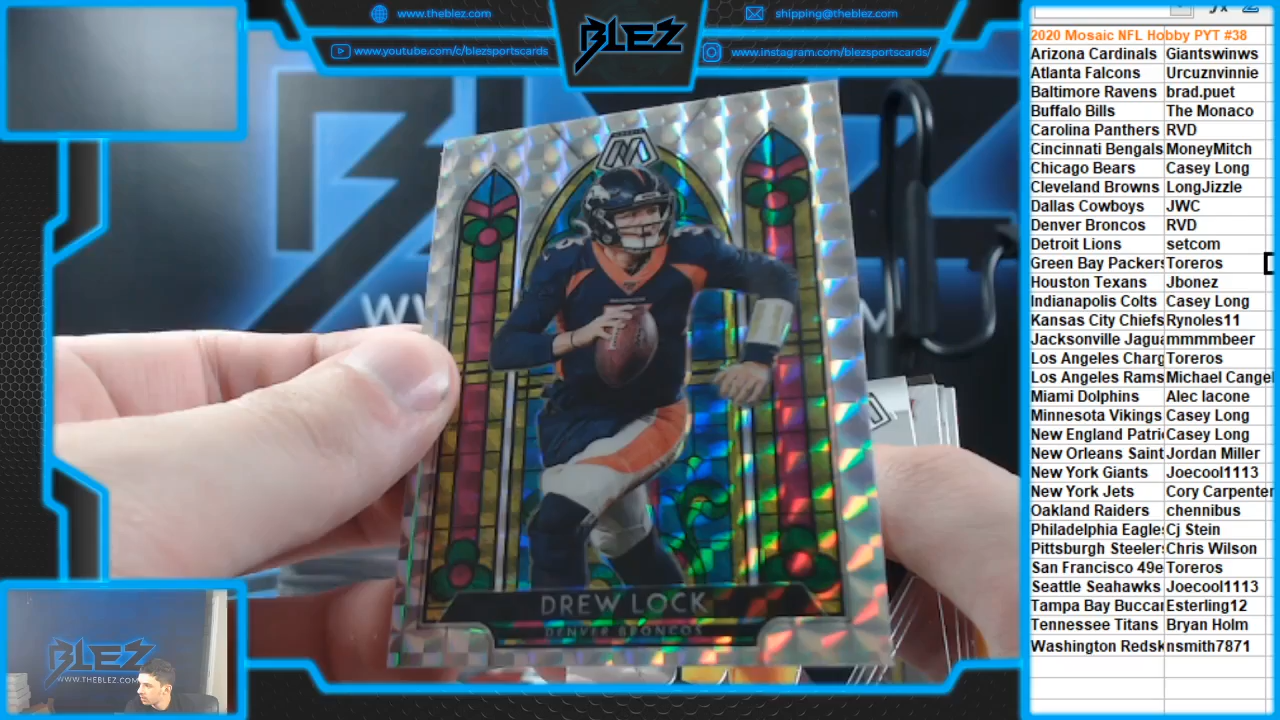 www.theblez.com
shipping@theblez.com
www.youtube.com/c/blezsportscards
www.instagram.com/blezsportscards/
BLEZ
DREW LOCK
DENVER BRONCOS
BLEZ
WWW.THEBLEZ.COM
2020 Mosaic NFL Hobby PYT #38
Arizona Cardinals Giantswinws
Atlanta Falcons Urcuznvinnie
Baltimore Ravens brad.puet
Buffalo Bills The Monaco
Carolina Panthers RVD
Cincinnati Bengals MoneyMitch
Chicago Bears Casey Long
Cleveland Browns LongJizzle
Dallas Cowboys JWC
Denver Broncos RVD
Detroit Lions setcom
Green Bay Packers Toreros
Houston Texans Jbonez
Indianapolis Colts Casey Long
Kansas City Chiefs Rynoles11
Jacksonville Jagua mmmmbeer
Los Angeles Charg Toreros
Los Angeles Rams Michael Cangel
Miami Dolphins Alec Iacone
Minnesota Vikings Casey Long
New England Patri Casey Long
New Orleans Saint Jordan Miller
New York Giants Joecool1113
New York Jets Cory Carpenter
Oakland Raiders chennibus
Philadelphia Eagle Cj Stein
Pittsburgh Steeler Chris Wilson
San Francisco 49e Toreros
Seattle Seahawks Joecool1113
Tampa Bay Buccar Esterling12
Tennessee Titans Bryan Holm
Washington Redsk nsmith7871